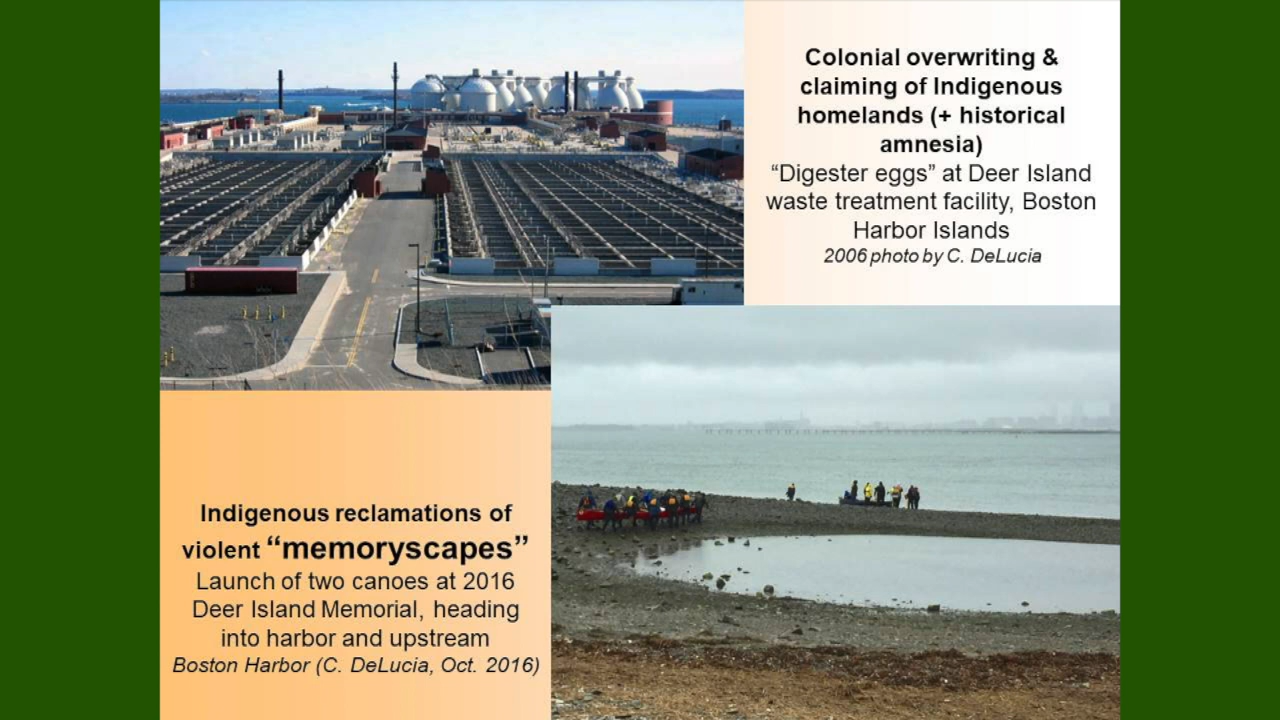 Colonial overwriting &
claiming of Indigenous
homelands (+ historical
amnesia)
“Digester eggs” at Deer Island
waste treatment facility, Boston
Harbor Islands
2006 photo by C. DeLucia
Indigenous reclamations of
violent “memoryscapes”
Launch of two canoes at 2016
Deer Island Memorial, heading
into harbor and upstream
Boston Harbor (C. DeLucia, Oct. 2016)